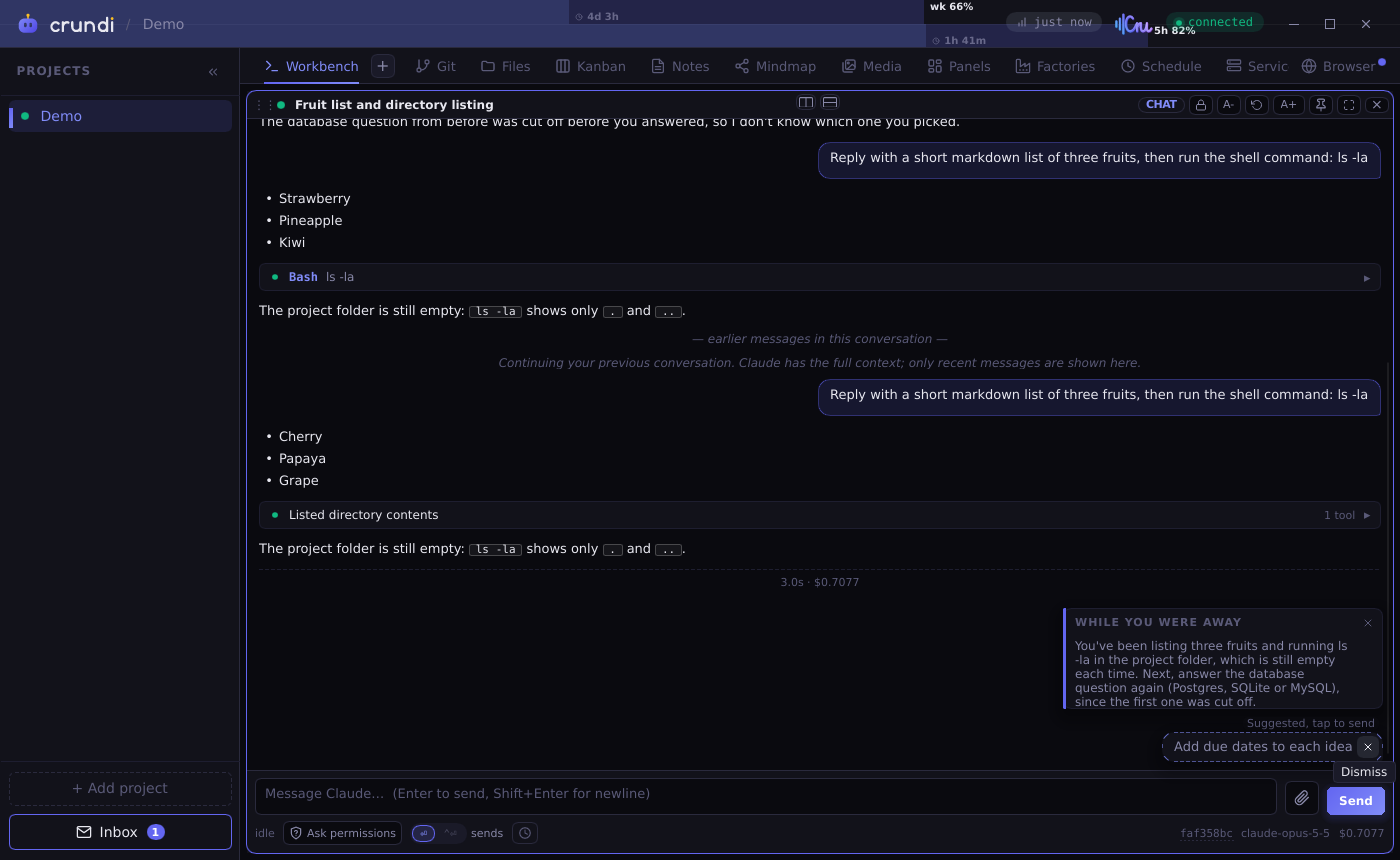 crundi / Demo
4d 3h
wk 66%
1h 41m
just now
Cru
5h 82%
connected
PROJECTS «
Demo
+ Add project
Inbox 1
Workbench + Git Files Kanban Notes Mindmap Media Panels Factories Schedule Servic Browser
Fruit list and directory listing
CHAT A- A+
The database question from before was cut off before you answered, so I don't know which one you picked.
Reply with a short markdown list of three fruits, then run the shell command: ls -la
• Strawberry
• Pineapple
• Kiwi
Bash ls -la
The project folder is still empty: ls -la shows only . and ...
— earlier messages in this conversation —
Continuing your previous conversation. Claude has the full context; only recent messages are shown here.
Reply with a short markdown list of three fruits, then run the shell command: ls -la
• Cherry
• Papaya
• Grape
Listed directory contents 1 tool
The project folder is still empty: ls -la shows only . and ...
3.0s · $0.7077
WHILE YOU WERE AWAY
You've been listing three fruits and running ls
-la in the project folder, which is still empty
each time. Next, answer the database
question again (Postgres, SQLite or MySQL),
since the first one was cut off.
Suggested, tap to send
Add due dates to each idea
Dismiss
Message Claude... (Enter to send, Shift+Enter for newline)
Send
idle Ask permissions sends
faf358bc claude-opus-5-5 $0.7077